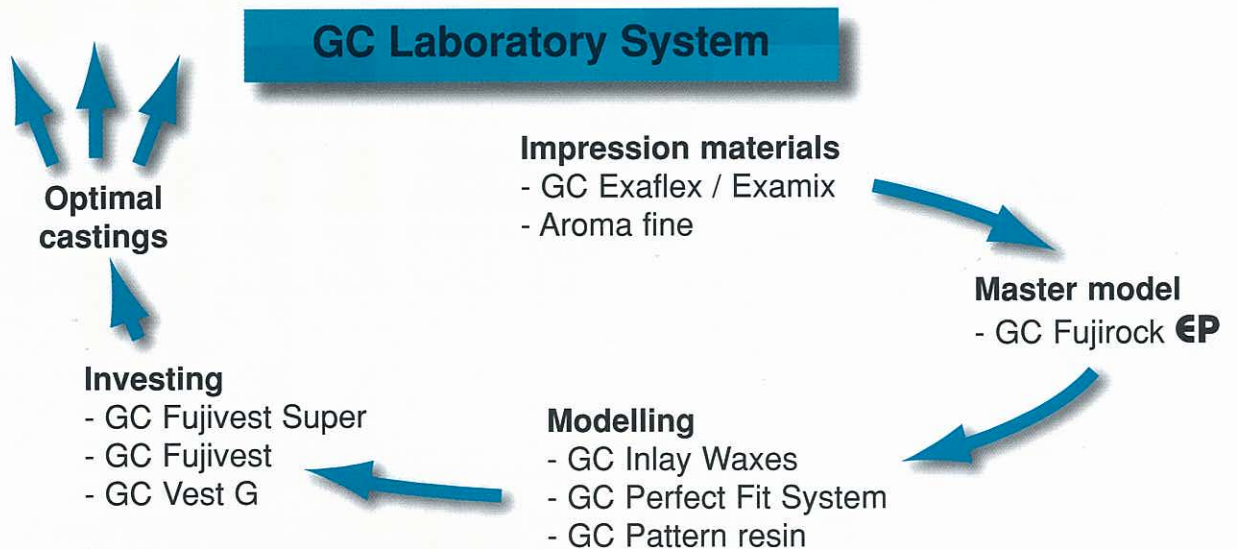 GC Laboratory System
Impression materials
- GC Exaflex / Examix
- Aroma fine
Master model
- GC Fujirock EP
Modelling
- GC Inlay Waxes
- GC Perfect Fit System
- GC Pattern resin
Investing
- GC Fujivest Super
- GC Fujivest
- GC Vest G
Optimal
castings